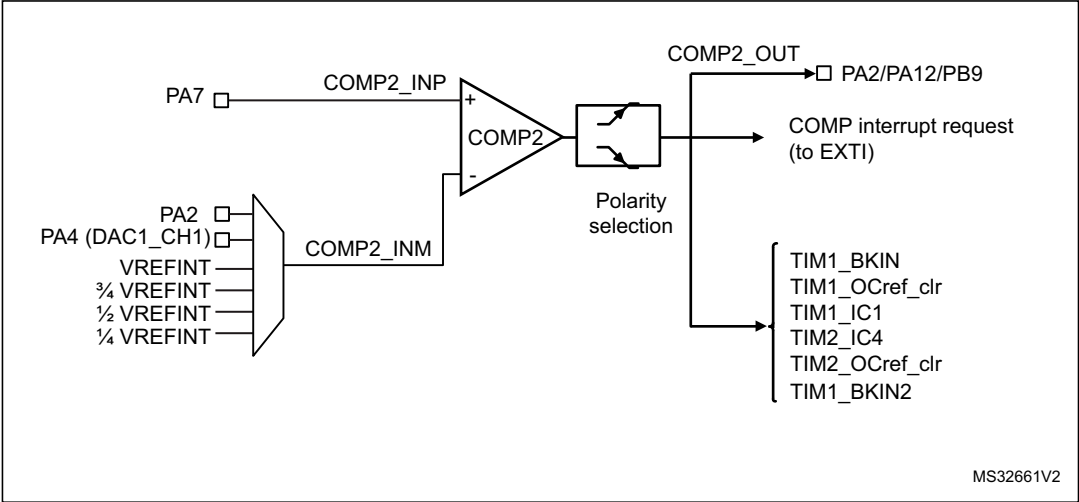 COMP2_OUT
PA2/PA12/PB9
COMP2_INP
PA7
+
COMP2
-
COMP interrupt request
(to EXTI)
Polarity
selection
PA2
PA4 (DAC1_CH1)
COMP2_INM
VREFINT
¾ VREFINT
½ VREFINT
¼ VREFINT
TIM1_BKIN
TIM1_OCref_clr
TIM1_IC1
TIM2_IC4
TIM2_OCref_clr
TIM1_BKIN2
MS32661V2